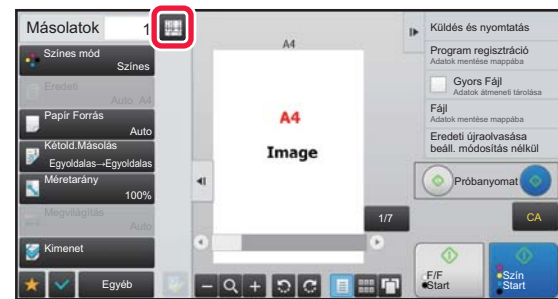 Másolatok 1
Színes mód
Színes
Eredeti
Auto A4
Papír Forrás
Auto
Kétold.Másolás
Egyoldalas→Egyoldalas
Méretarány
100%
Megvilágítás
Auto
Kimenet
Egyéb
A4
A4
Image
1/7
Küldés és nyomtatás
Program regisztráció
Adatok mentése mappába
Gyors Fájl
Adatok átmeneti tárolása
Fájl
Adatok mentése mappába
Eredeti újraolvasása
beáll. módosítás nélkül
Próbanyomat
CA
F/F
Start
Szín
Start